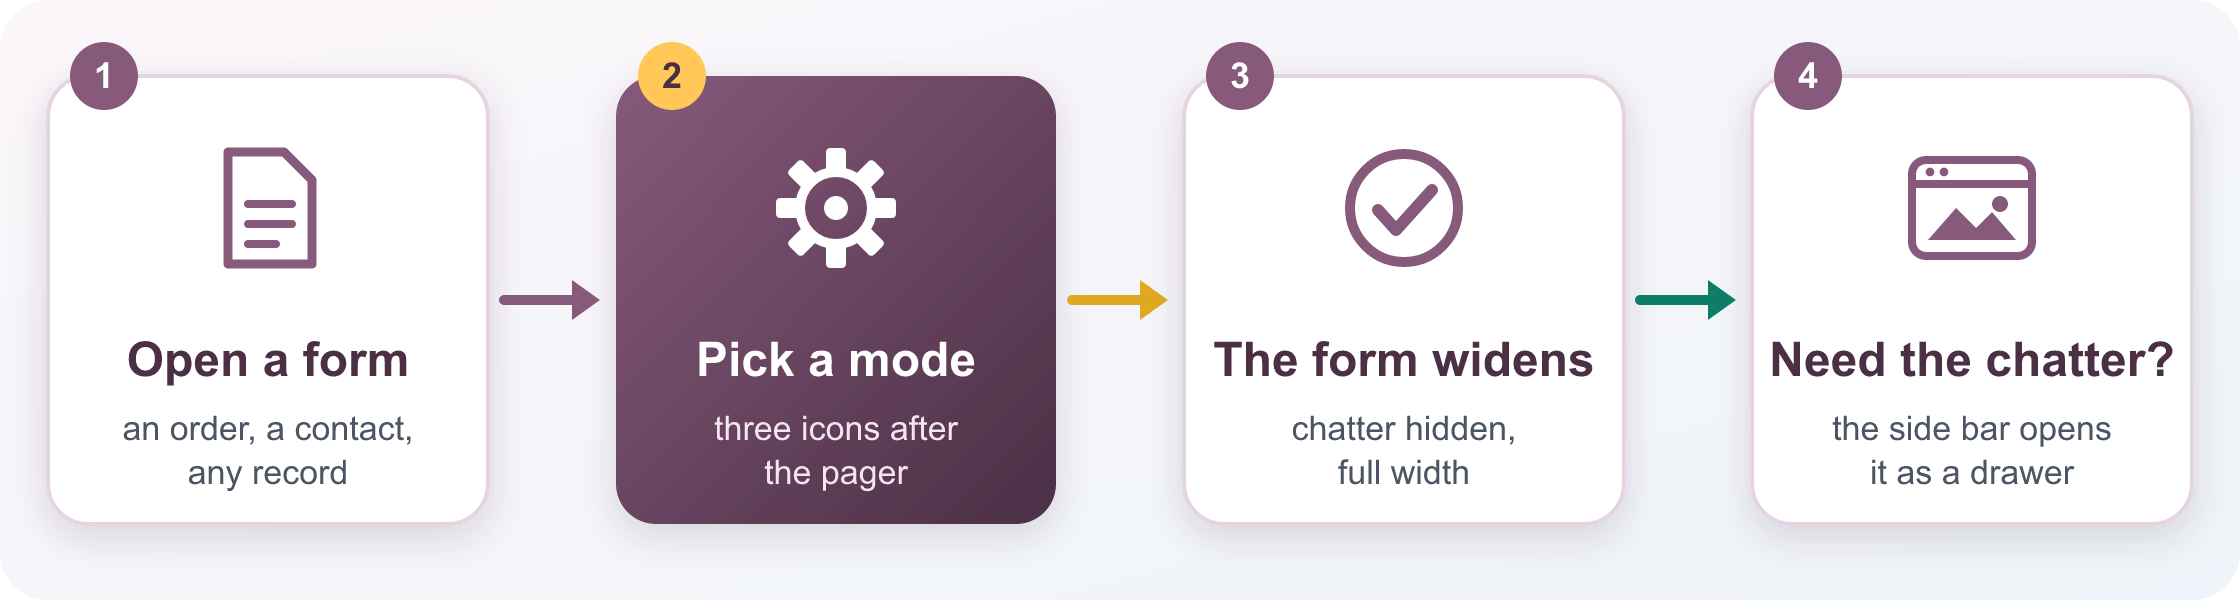 1
Open a form
an order, a contact,
any record
2
Pick a mode
three icons after
the pager
3
The form widens
chatter hidden,
full width
4
Need the chatter?
the side bar opens
it as a drawer